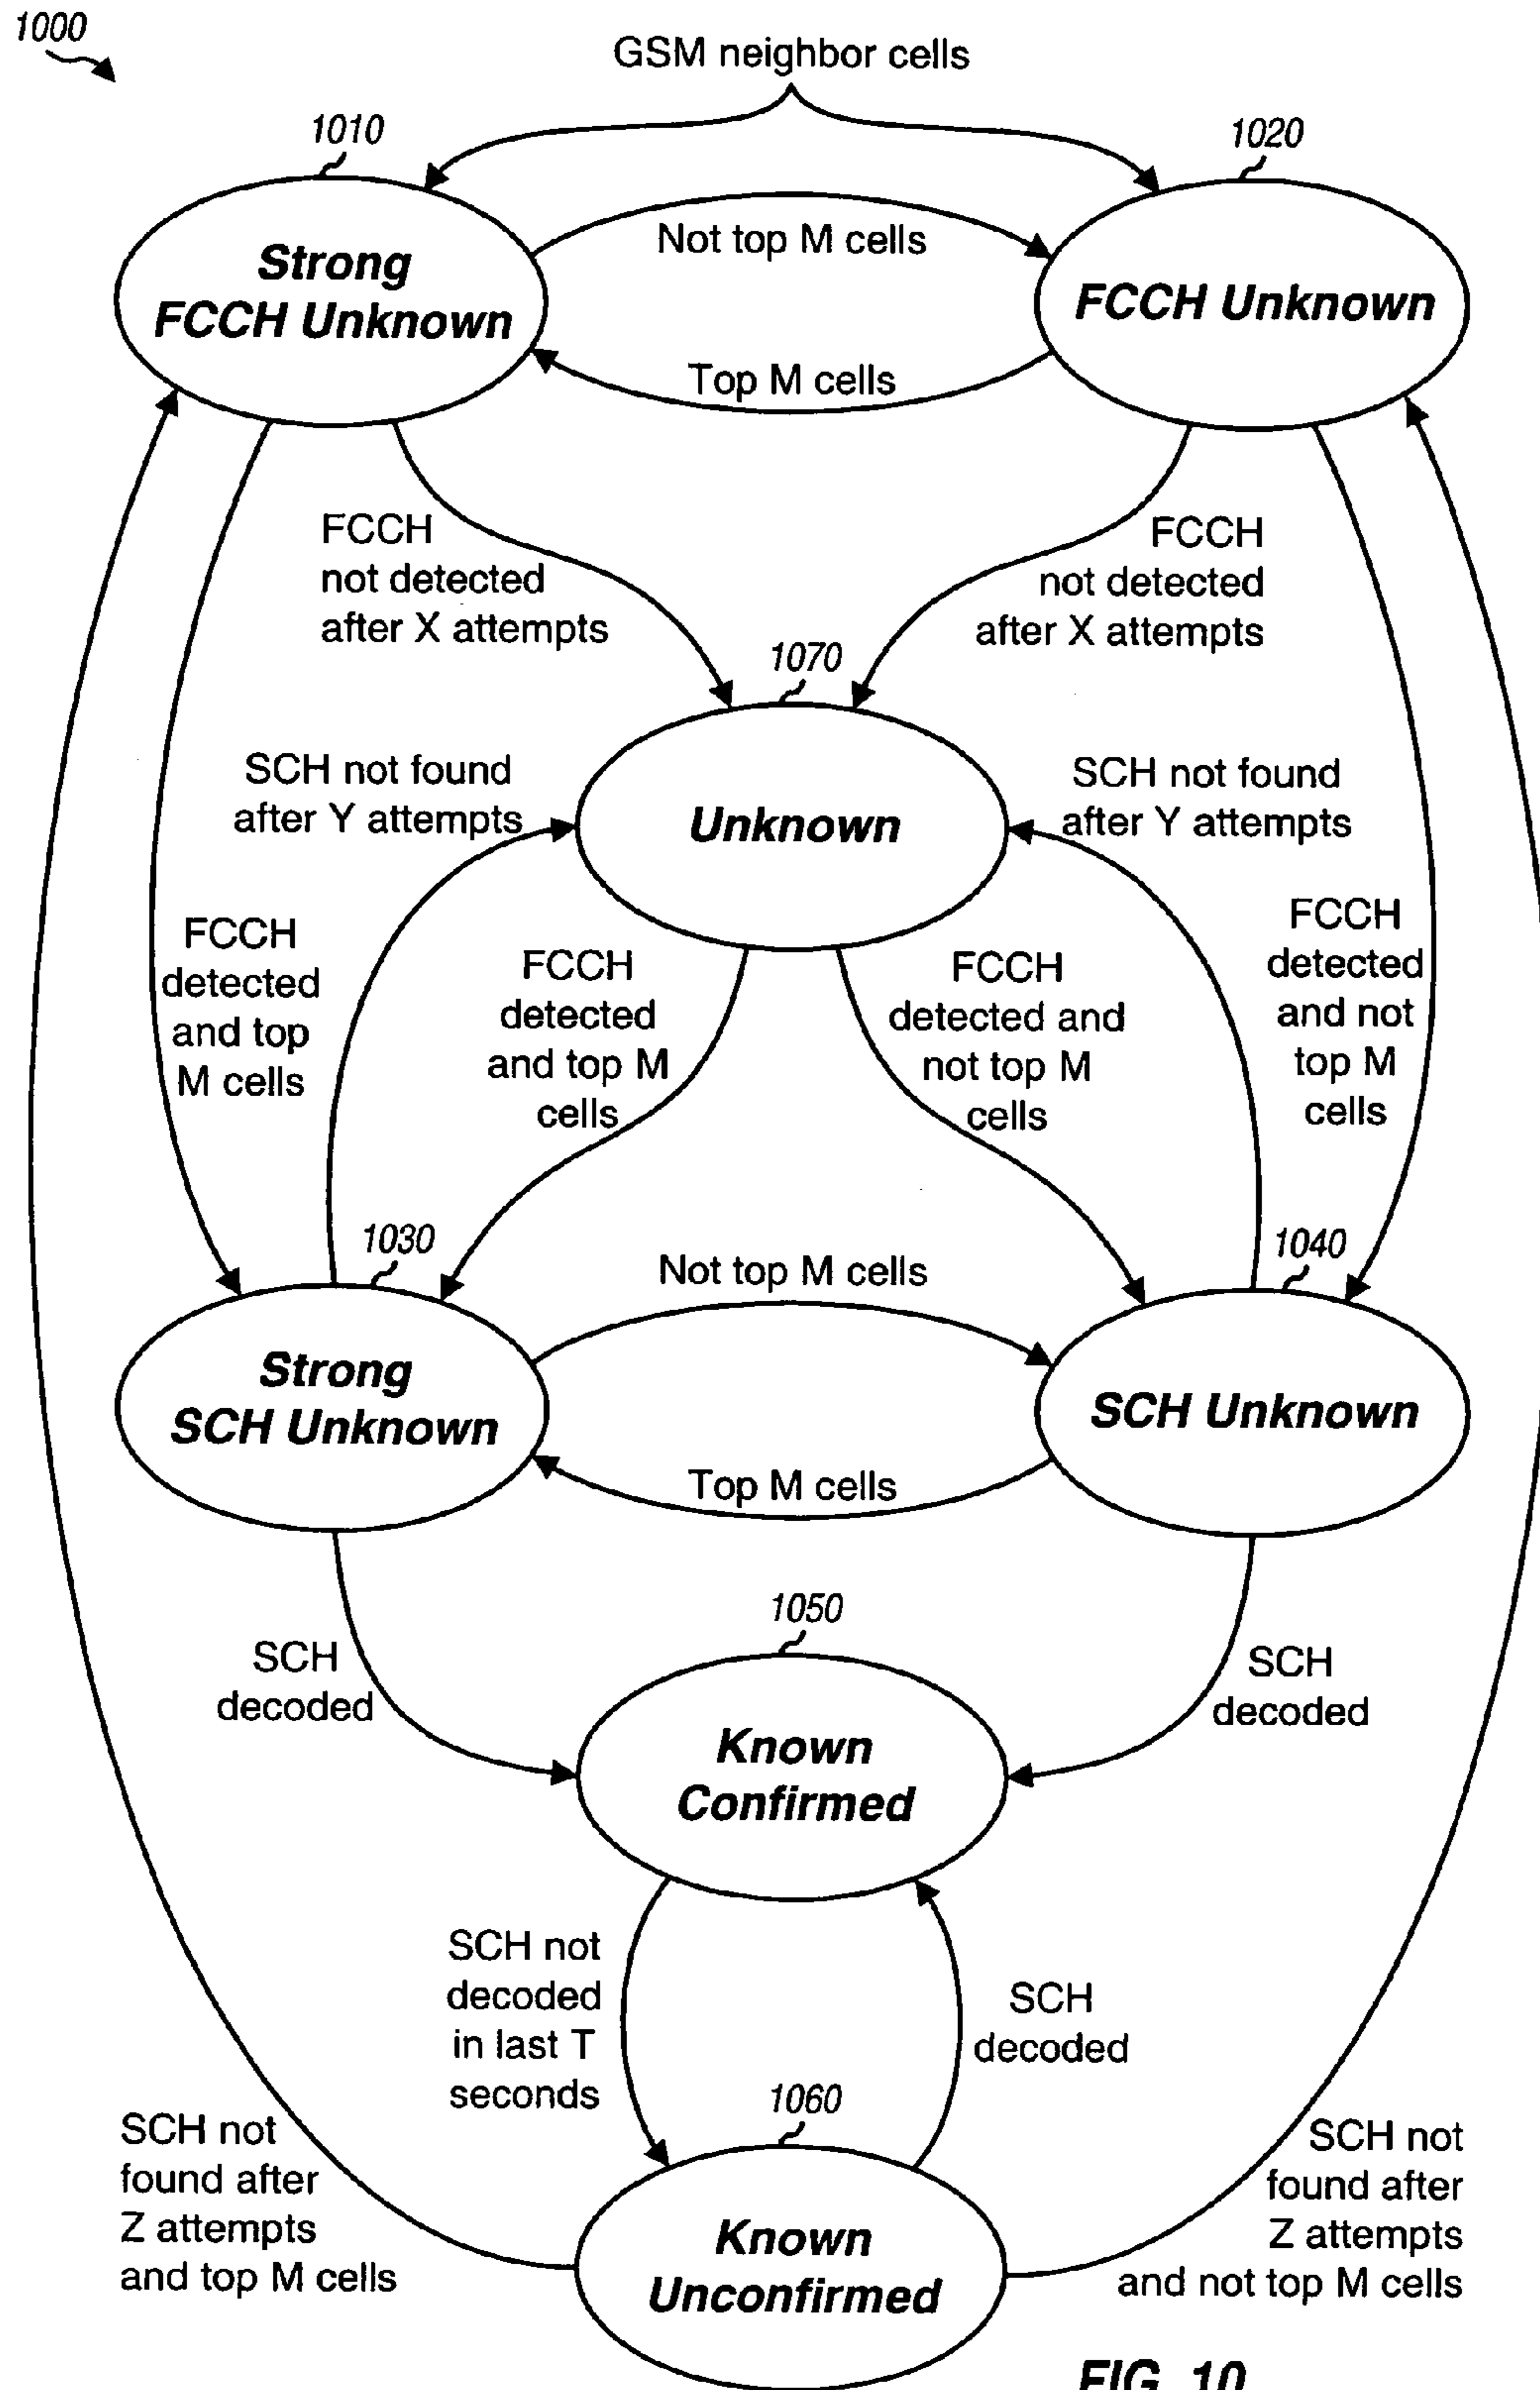 1000
GSM neighbor cells
1010
1020
Strong
FCCH Unknown
Not top M cells
FCCH Unknown
Top M cells
FCCH
not detected
after X attempts
FCCH
not detected
after X attempts
1070
SCH not found
after Y attempts
Unknown
SCH not found
after Y attempts
FCCH
detected
and top
M cells
FCCH
detected
and top M
cells
FCCH
detected and
not top M
cells
FCCH
detected
and not
top M
cells
1030
1040
Not top M cells
Strong
SCH Unknown
SCH Unknown
Top M cells
1050
SCH
decoded
SCH
decoded
Known
Confirmed
SCH not
decoded
in last T
seconds
SCH
decoded
1060
SCH not
found after
Z attempts
and top M cells
SCH not
found after
Z attempts
and not top M cells
Known
Unconfirmed
FIG. 10